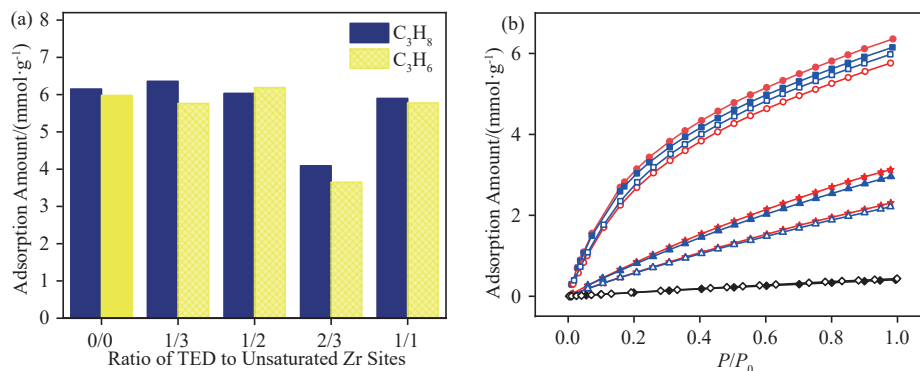 (a)
C₃H₈
C₃H₆
Adsorption Amount/(mmol·g⁻¹)
8
7
6
5
4
3
2
1
0
0/0 1/3 1/2 2/3 1/1
Ratio of TED to Unsaturated Zr Sites
(b)
Adsorption Amount/(mmol·g⁻¹)
6
4
2
0
0.0 0.2 0.4 0.6 0.8 1.0
P/P₀